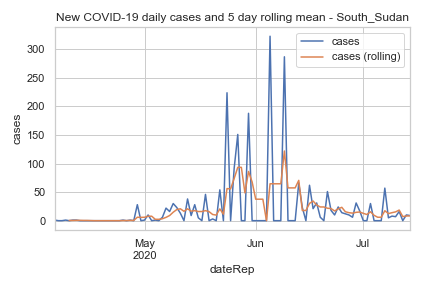 New COVID-19 daily cases and 5 day rolling mean - South_Sudan
cases
cases (rolling)
300
250
200
150
100
50
0
cases
May
2020
Jun
Jul
dateRep